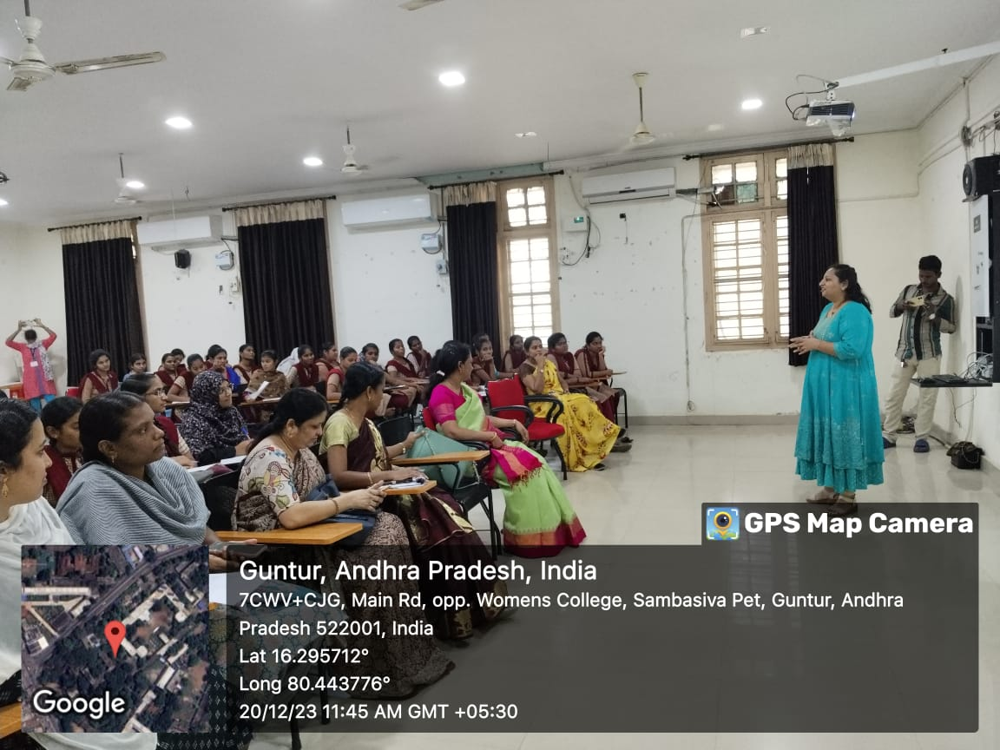 GPS Map Camera
Guntur, Andhra Pradesh, India
7CWV+CJG, Main Rd, opp. Womens College, Sambasiva Pet, Guntur, Andhra
Pradesh 522001, India
Lat 16.295712°
Long 80.443776°
20/12/23 11:45 AM GMT +05:30
Google